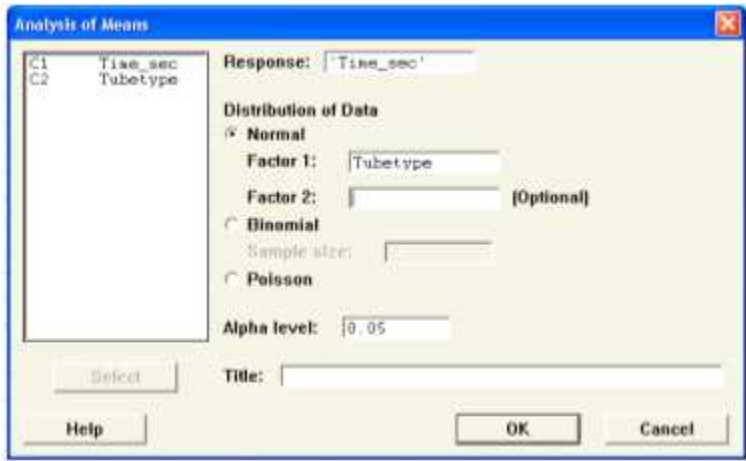 Analysis of Means
C1 Time_sec
C2 Tubetype
Response: 'Time_sec'
Distribution of Data
Normal
Factor 1: Tubetype
Factor 2: (Optional)
Binomial
Sample size:
Poisson
Alpha level: 0.05
Select
Title:
Help
OK
Cancel